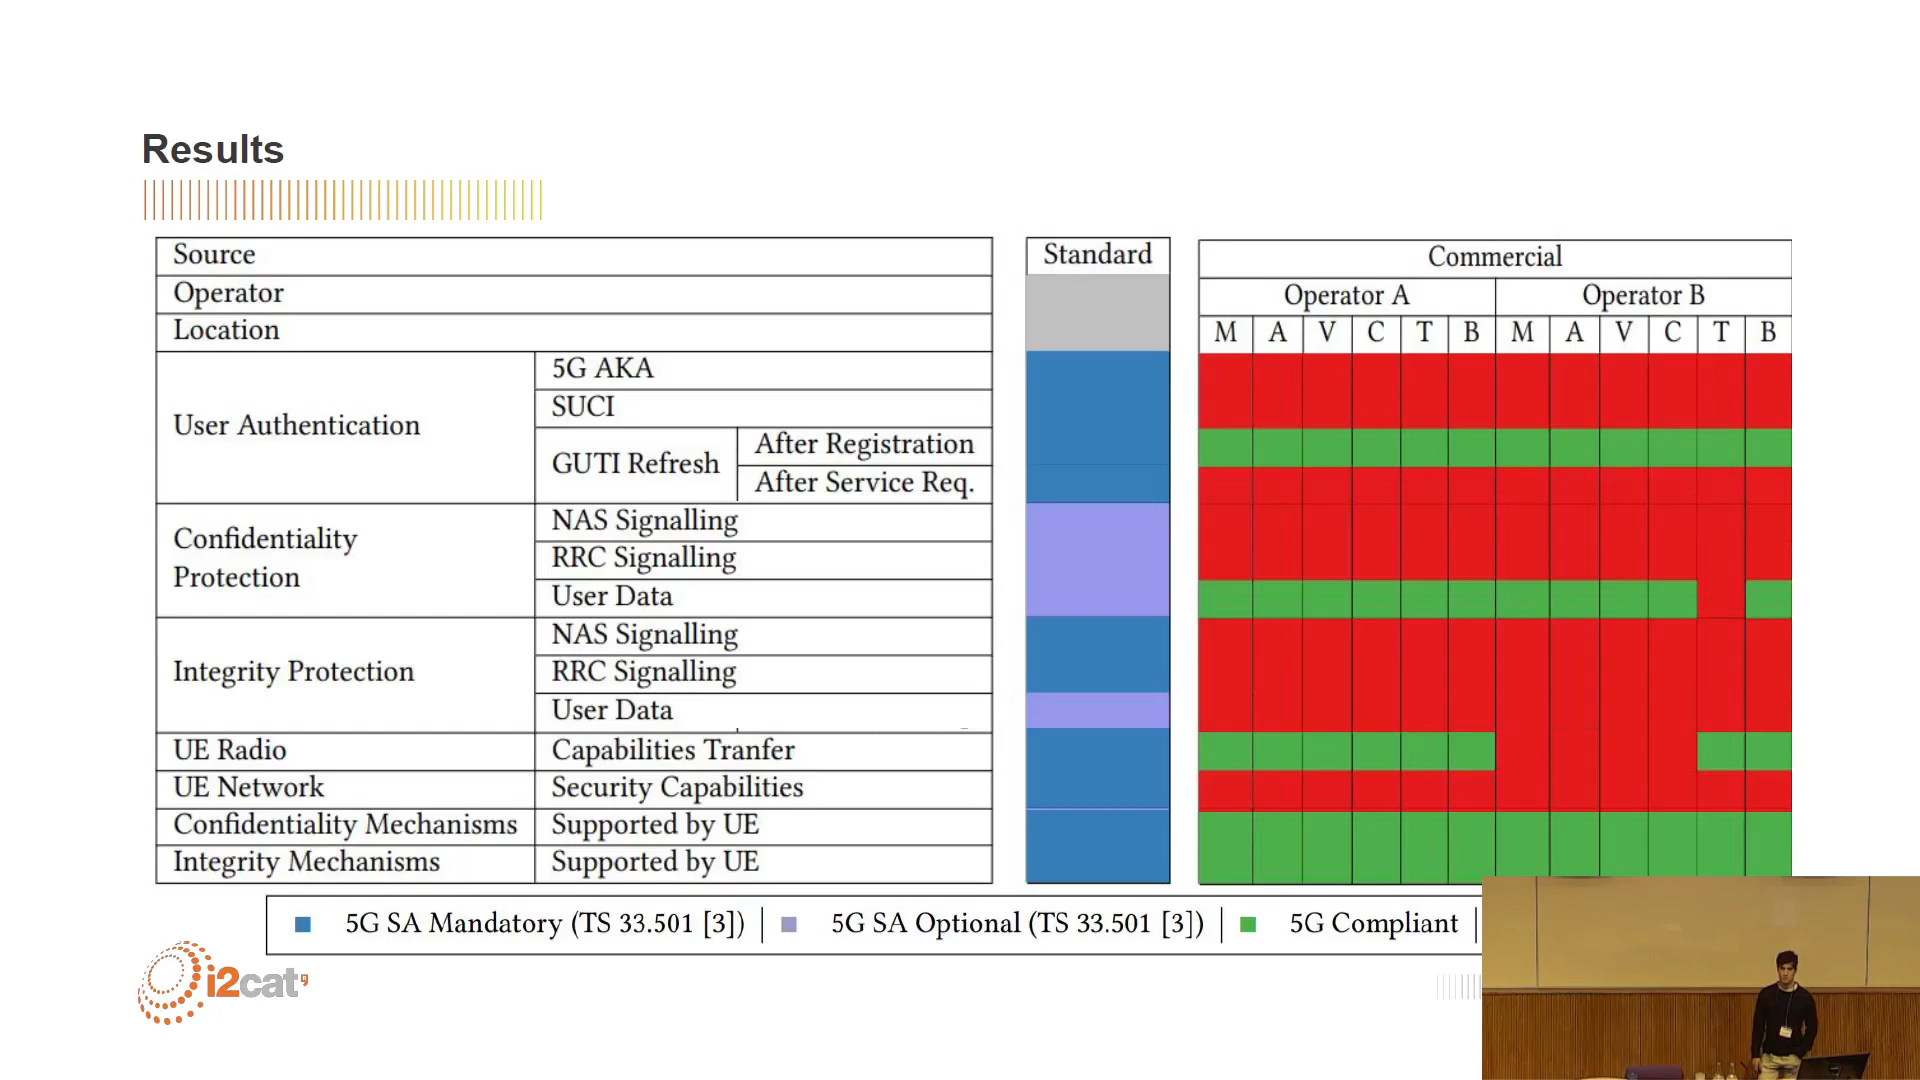 Results
Source
Operator
Location
Standard
Commercial
Operator A
Operator B
M A V C T B M A V C T B
User Authentication
5G AKA
SUCI
GUTI Refresh
After Registration
After Service Req.
Confidentiality
Protection
NAS Signalling
RRC Signalling
User Data
Integrity Protection
NAS Signalling
RRC Signalling
User Data
UE Radio
Capabilities Tranfer
UE Network
Security Capabilities
Confidentiality Mechanisms
Supported by UE
Integrity Mechanisms
Supported by UE
5G SA Mandatory (TS 33.501 [3])
5G SA Optional (TS 33.501 [3])
5G Compliant
i2cat